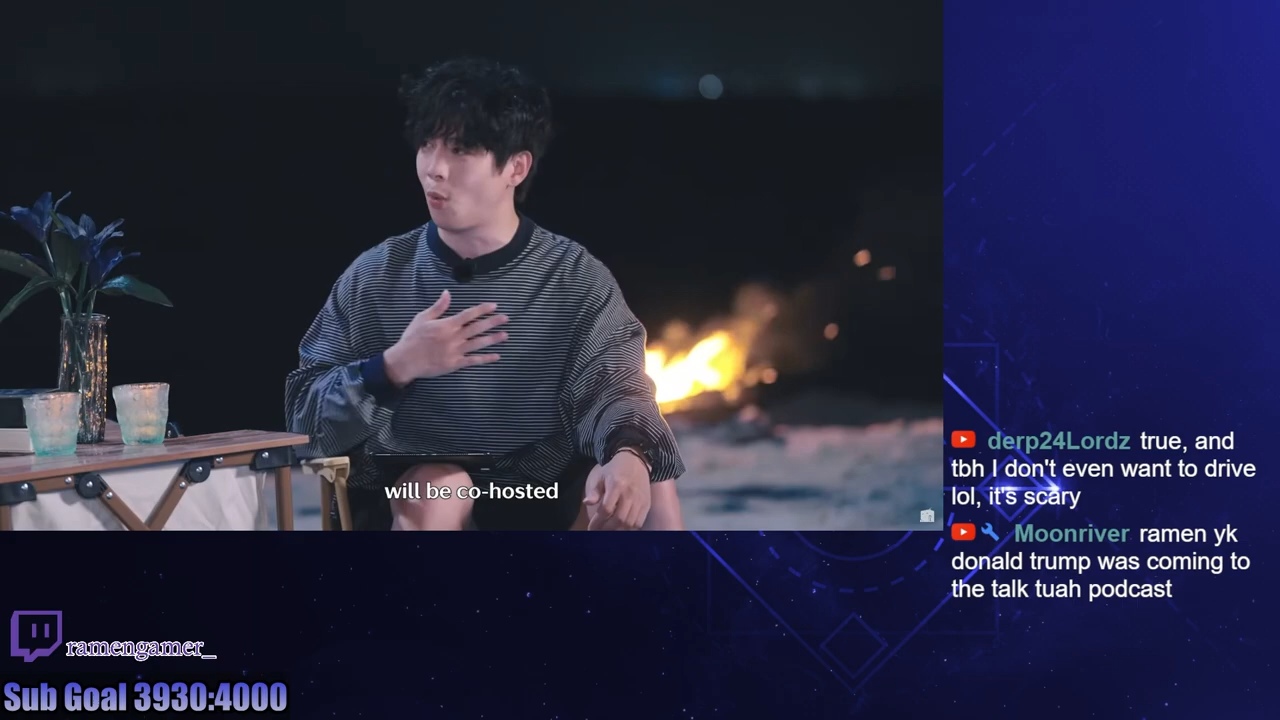 will be co-hosted
derp24Lordz true, and
tbh I don't even want to drive
lol, it's scary
Moonriver ramen yk
donald trump was coming to
the talk tuah podcast
ramengamer_
Sub Goal 3930:4000